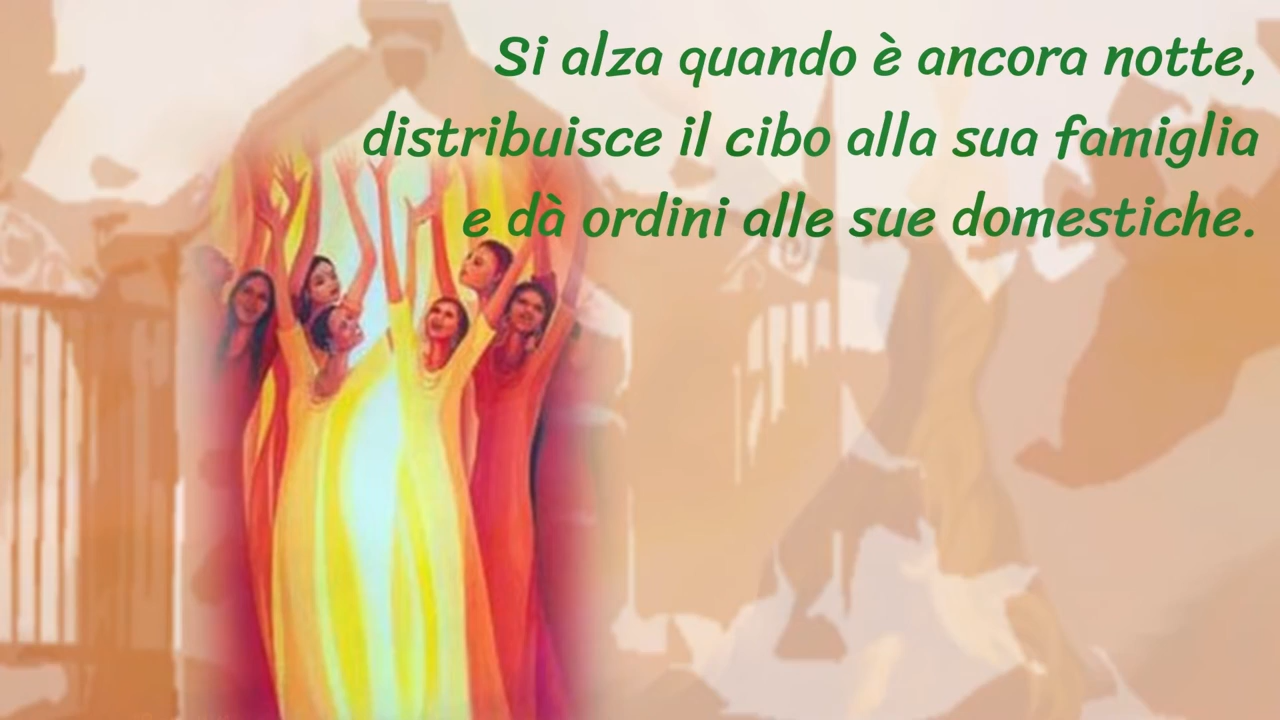 Si alza quando è ancora notte,
distribuisce il cibo alla sua famiglia
e dà ordini alle sue domestiche.